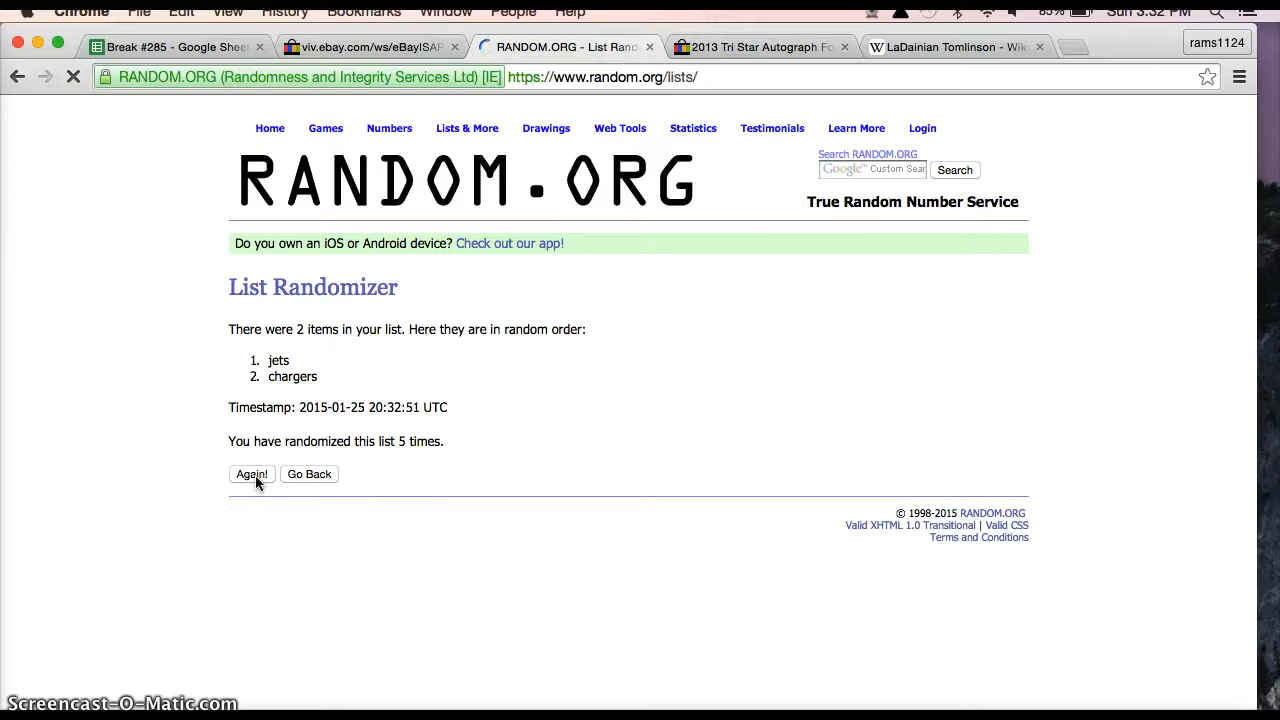 Chrome File Edit View History Bookmarks Window People Help 85% Sun 3:32 PM
Break #285 - Google Sheet viv.ebay.com/ws/eBayISAP RANDOM.ORG - List Rand 2013 Tri Star Autograph Fo LaDainian Tomlinson - Wik rams1124
RANDOM.ORG (Randomness and Integrity Services Ltd) [IE] https://www.random.org/lists/
Home Games Numbers Lists & More Drawings Web Tools Statistics Testimonials Learn More Login
RANDOM.ORG
Search RANDOM.ORG
Google™ Custom Sear Search
True Random Number Service
Do you own an iOS or Android device? Check out our app!
List Randomizer
There were 2 items in your list. Here they are in random order:
1. jets
2. chargers
Timestamp: 2015-01-25 20:32:51 UTC
You have randomized this list 5 times.
Again! Go Back
© 1998-2015 RANDOM.ORG
Valid XHTML 1.0 Transitional | Valid CSS
Terms and Conditions
Screencast-O-Matic.com